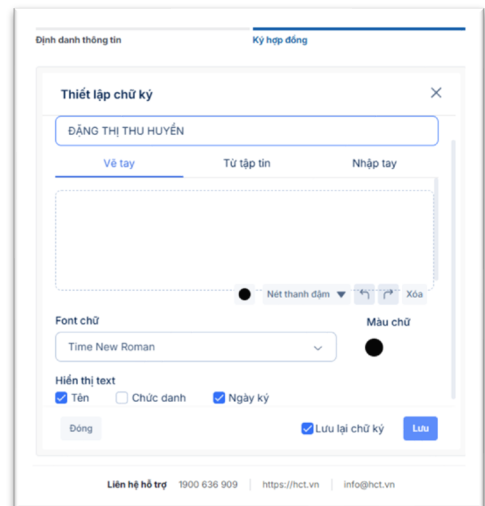 Định danh thông tin
Ký hợp đồng
Thiết lập chữ ký
ĐẶNG THỊ THU HUYỀN
Vẽ tay Từ tập tin Nhập tay
Nét thanh đậm Xóa
Font chữ Màu chữ
Time New Roman
Hiển thị text
Tên Chức danh Ngày ký
Đóng Lưu lại chữ ký Lưu
Liên hệ hỗ trợ 1900 636 909 https://hct.vn info@hct.vn